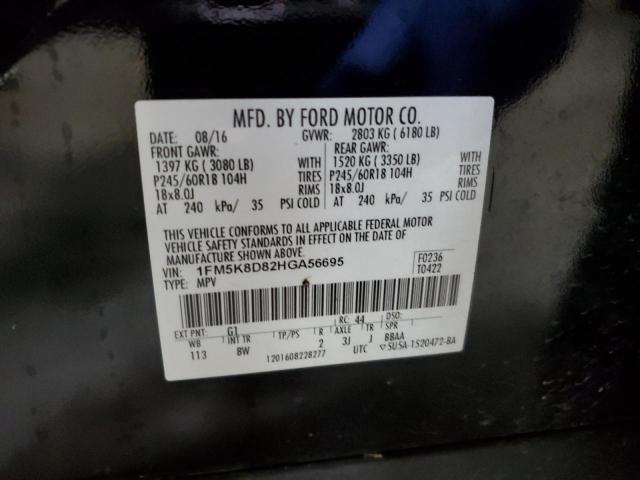 MFD. BY FORD MOTOR CO.
DATE: 08/16 GVWR: 2803 KG ( 6180 LB)
FRONT GAWR: REAR GAWR:
1397 KG ( 3080 LB) WITH 1520 KG ( 3350 LB) WITH
P245/60R18 104H TIRES P245/60R18 104H TIRES
18x8.0J RIMS 18x8.0J RIMS
AT 240 kPa/ 35 PSI COLD AT 240 kPa/ 35 PSI COLD
THIS VEHICLE CONFORMS TO ALL APPLICABLE FEDERAL MOTOR
VEHICLE SAFETY STANDARDS IN EFFECT ON THE DATE OF
MANUFACTURE SHOWN ABOVE.
VIN: 1FM5K8D82HGA56695 F0236
TYPE: MPV T0422
EXT PNT: G1 RC: 44 DSO:
WB INT TR TP/PS R AXLE TR SPR
113 8W 2 3J J BBAA
1201608228277 UTC 5U5A-1520472-BA